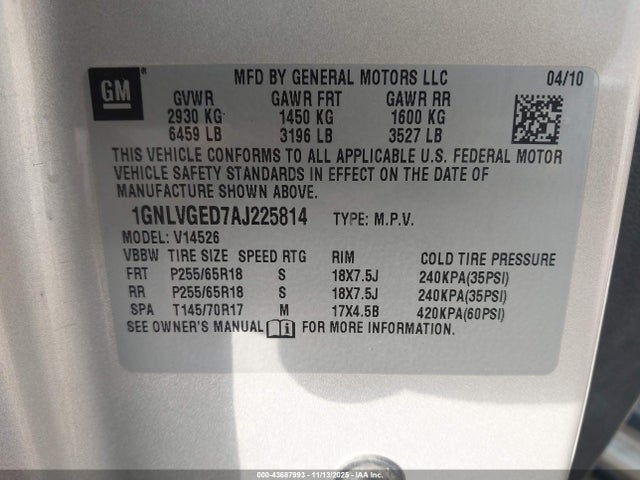 GM
MFD BY GENERAL MOTORS LLC 04/10
GVWR GAWR FRT GAWR RR
2930 KG 1450 KG 1600 KG
6459 LB 3196 LB 3527 LB
THIS VEHICLE CONFORMS TO ALL APPLICABLE U.S. FEDERAL MOTOR
VEHICLE SAFETY STANDARDS IN EFFECT ON THE DATE OF
MANUFACTURE SHOWN ABOVE.
1GNLVGED7AJ225814 TYPE: M.P.V.
MODEL: V14526
VBBW TIRE SIZE SPEED RTG RIM COLD TIRE PRESSURE
FRT P255/65R18 S 18X7.5J 240KPA(35PSI)
RR P255/65R18 S 18X7.5J 240KPA(35PSI)
SPA T145/70R17 M 17X4.5B 420KPA(60PSI)
SEE OWNER'S MANUAL FOR MORE INFORMATION.
000-43687993 - 11/13/2025 - IAAI, Inc.